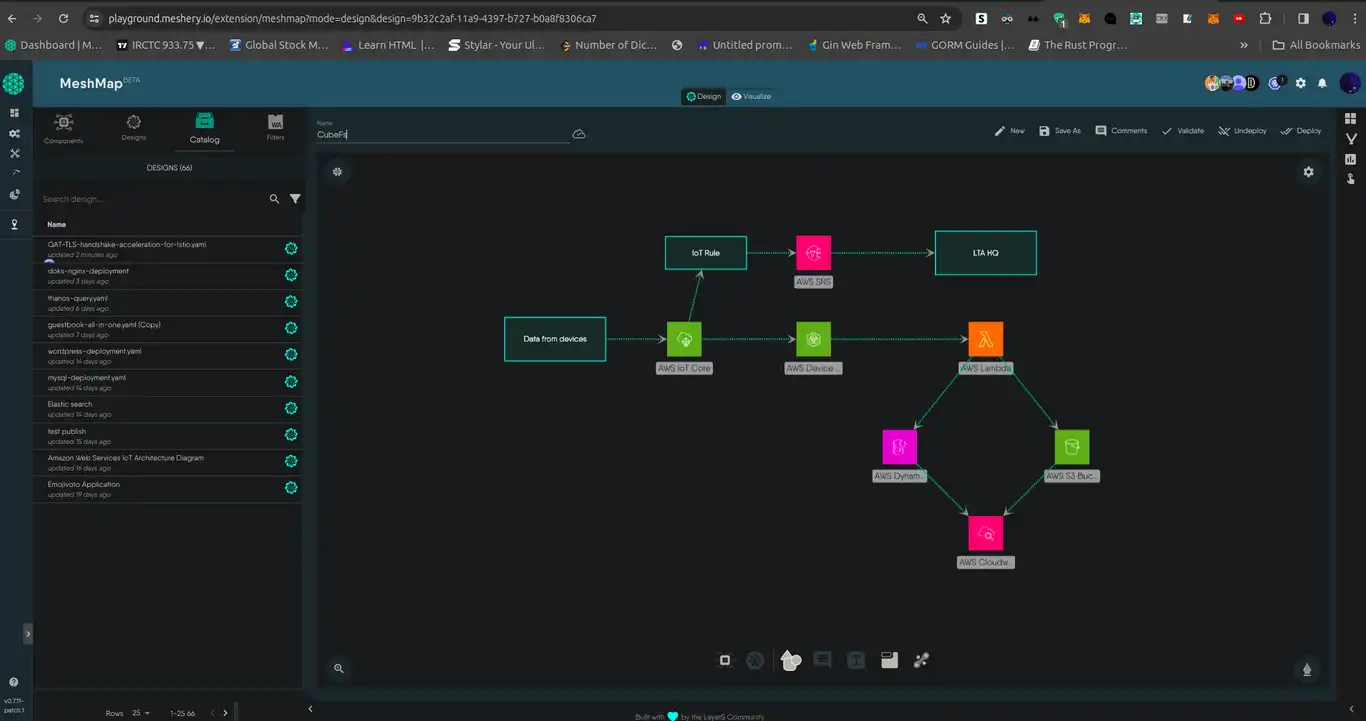 playground.meshery.io/extension/meshmap?mode=design&design=9b32c2af-11a9-4397-b727-b0a8f8306ca7
Dashboard | M...
IRCTC 933.75▼...
Global Stock M...
Learn HTML |...
Stylar - Your Ul...
Number of Dic...
Untitled prom...
Gin Web Fram...
GORM Guides |...
The Rust Progr...
»
All Bookmarks
MeshMap BETA
Design
Visualize
Components
Designs
Catalog
Filters
Name
CubeFs
New
Save As
Comments
Validate
Undeploy
Deploy
DESIGNS (66)
Search design...
Name
QAT-TLS-handshake-acceleration-for-Istio.yaml
updated 2 minutes ago
doks-nginx-deployment
updated 3 days ago
thanos-query.yaml
updated 6 days ago
guestbook-all-in-one.yaml (Copy)
updated 7 days ago
wordpress-deployment.yaml
updated 14 days ago
mysql-deployment.yaml
updated 14 days ago
Elastic search
updated 14 days ago
test publish
updated 15 days ago
Amazon Web Services IoT Architecture Diagram
updated 16 days ago
Emojivoto Application
updated 19 days ago
IoT Rule
AWS SNS
LTA HQ
Data from devices
AWS IoT Core
AWS Device ...
AWS Lambda
AWS Dynam...
AWS S3 Buc...
AWS Cloudw...
v0.7.11-
patch.1
Rows 25 1-25 66
Built with by the Layer5 Community